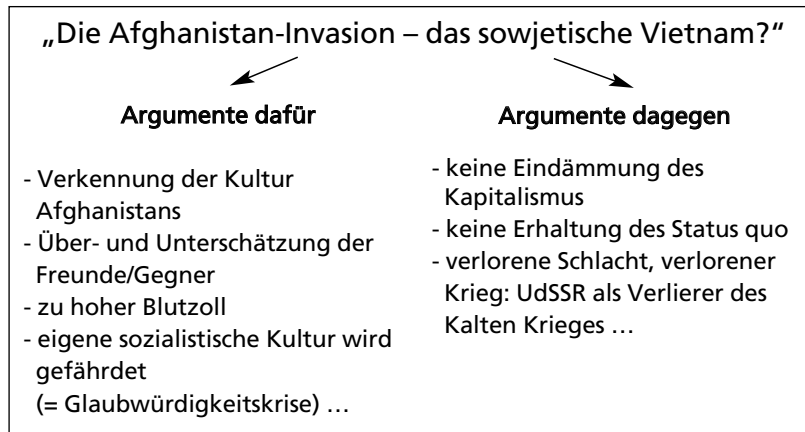 „Die Afghanistan-Invasion – das sowjetische Vietnam?“
Argumente dafür
- Verkennung der Kultur
Afghanistans
- Über- und Unterschätzung der
Freunde/Gegner
- zu hoher Blutzoll
- eigene sozialistische Kultur wird
gefährdet
(= Glaubwürdigkeitskrise) …
Argumente dagegen
- keine Eindämmung des
Kapitalismus
- keine Erhaltung des Status quo
- verlorene Schlacht, verlorener
Krieg: UdSSR als Verlierer des
Kalten Krieges …